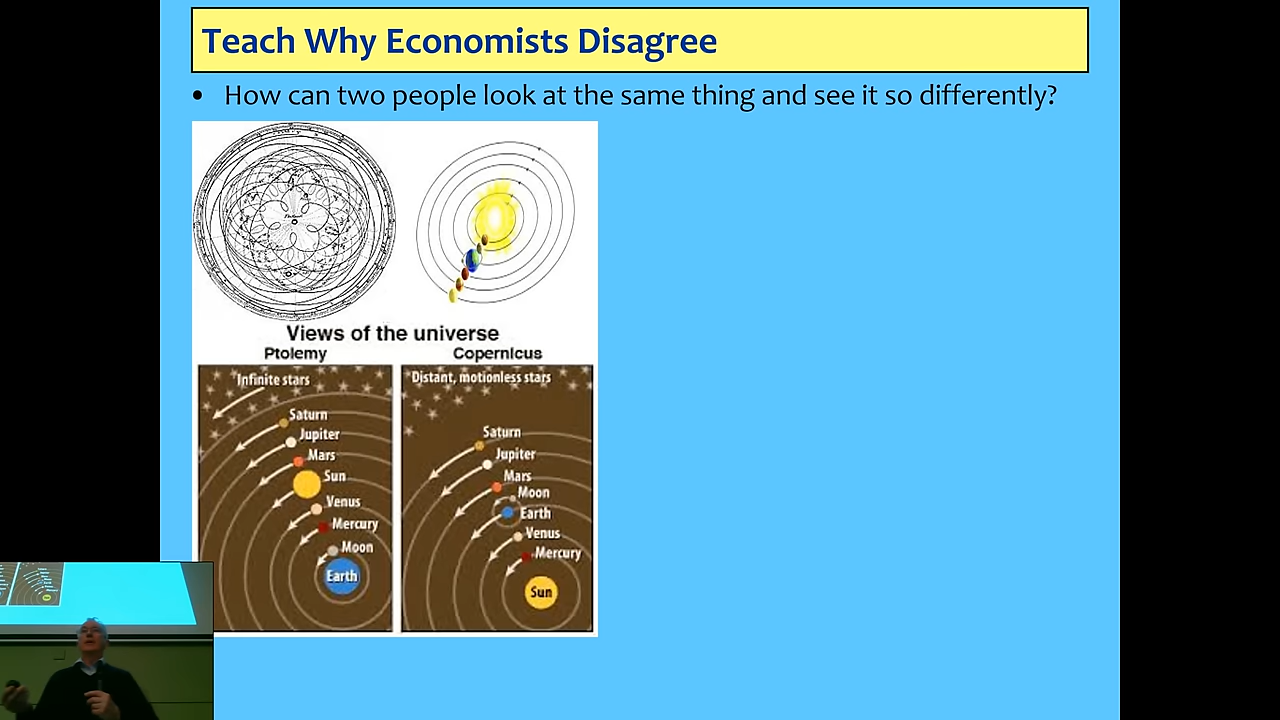 Teach Why Economists Disagree
• How can two people look at the same thing and see it so differently?
Views of the universe
Ptolemy
Infinite stars
Saturn
Jupiter
Mars
Sun
Venus
Mercury
Moon
Earth
Copernicus
Distant, motionless stars
Saturn
Jupiter
Mars
Moon
Earth
Venus
Mercury
Sun